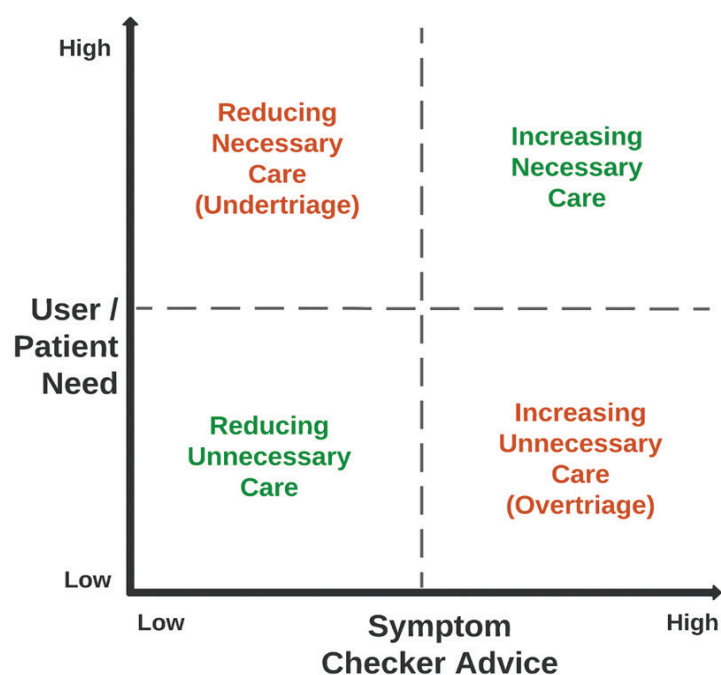 High
Reducing
Necessary
Care
(Undertriage)
Increasing
Necessary
Care
User /
Patient
Need
Reducing
Unnecessary
Care
Increasing
Unnecessary
Care
(Overtriage)
Low
Low
Symptom
Checker Advice
High